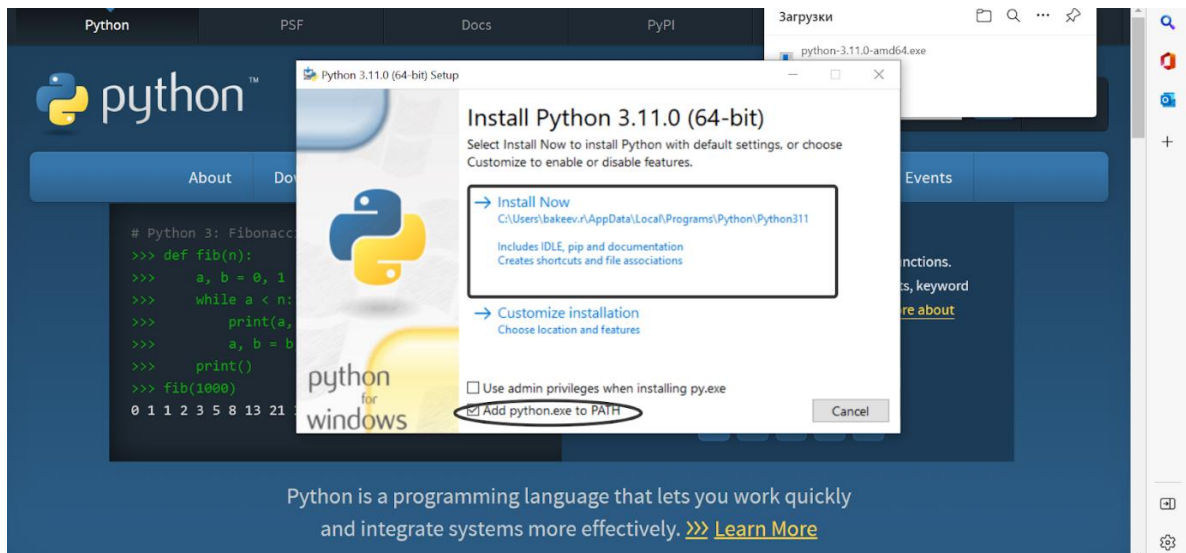 Python PSF Docs PyPI
Загрузки
python-3.11.0-amd64.exe
python™
Python 3.11.0 (64-bit) Setup
Install Python 3.11.0 (64-bit)
Select Install Now to install Python with default settings, or choose
Customize to enable or disable features.
About
Events
Install Now
C:\Users\bakeev.r\AppData\Local\Programs\Python\Python311
Includes IDLE, pip and documentation
Creates shortcuts and file associations
Customize installation
Choose location and features
python
for
windows
Use admin privileges when installing py.exe
Add python.exe to PATH
Cancel
# Python 3: Fibonacc
>>> def fib(n):
>>> a, b = 0, 1
>>> while a < n:
>>> print(a,
>>> a, b = b
>>> print()
>>> fib(1000)
0 1 1 2 3 5 8 13 21
nctions.
ts, keyword
re about
Python is a programming language that lets you work quickly
and integrate systems more effectively. >>> Learn More